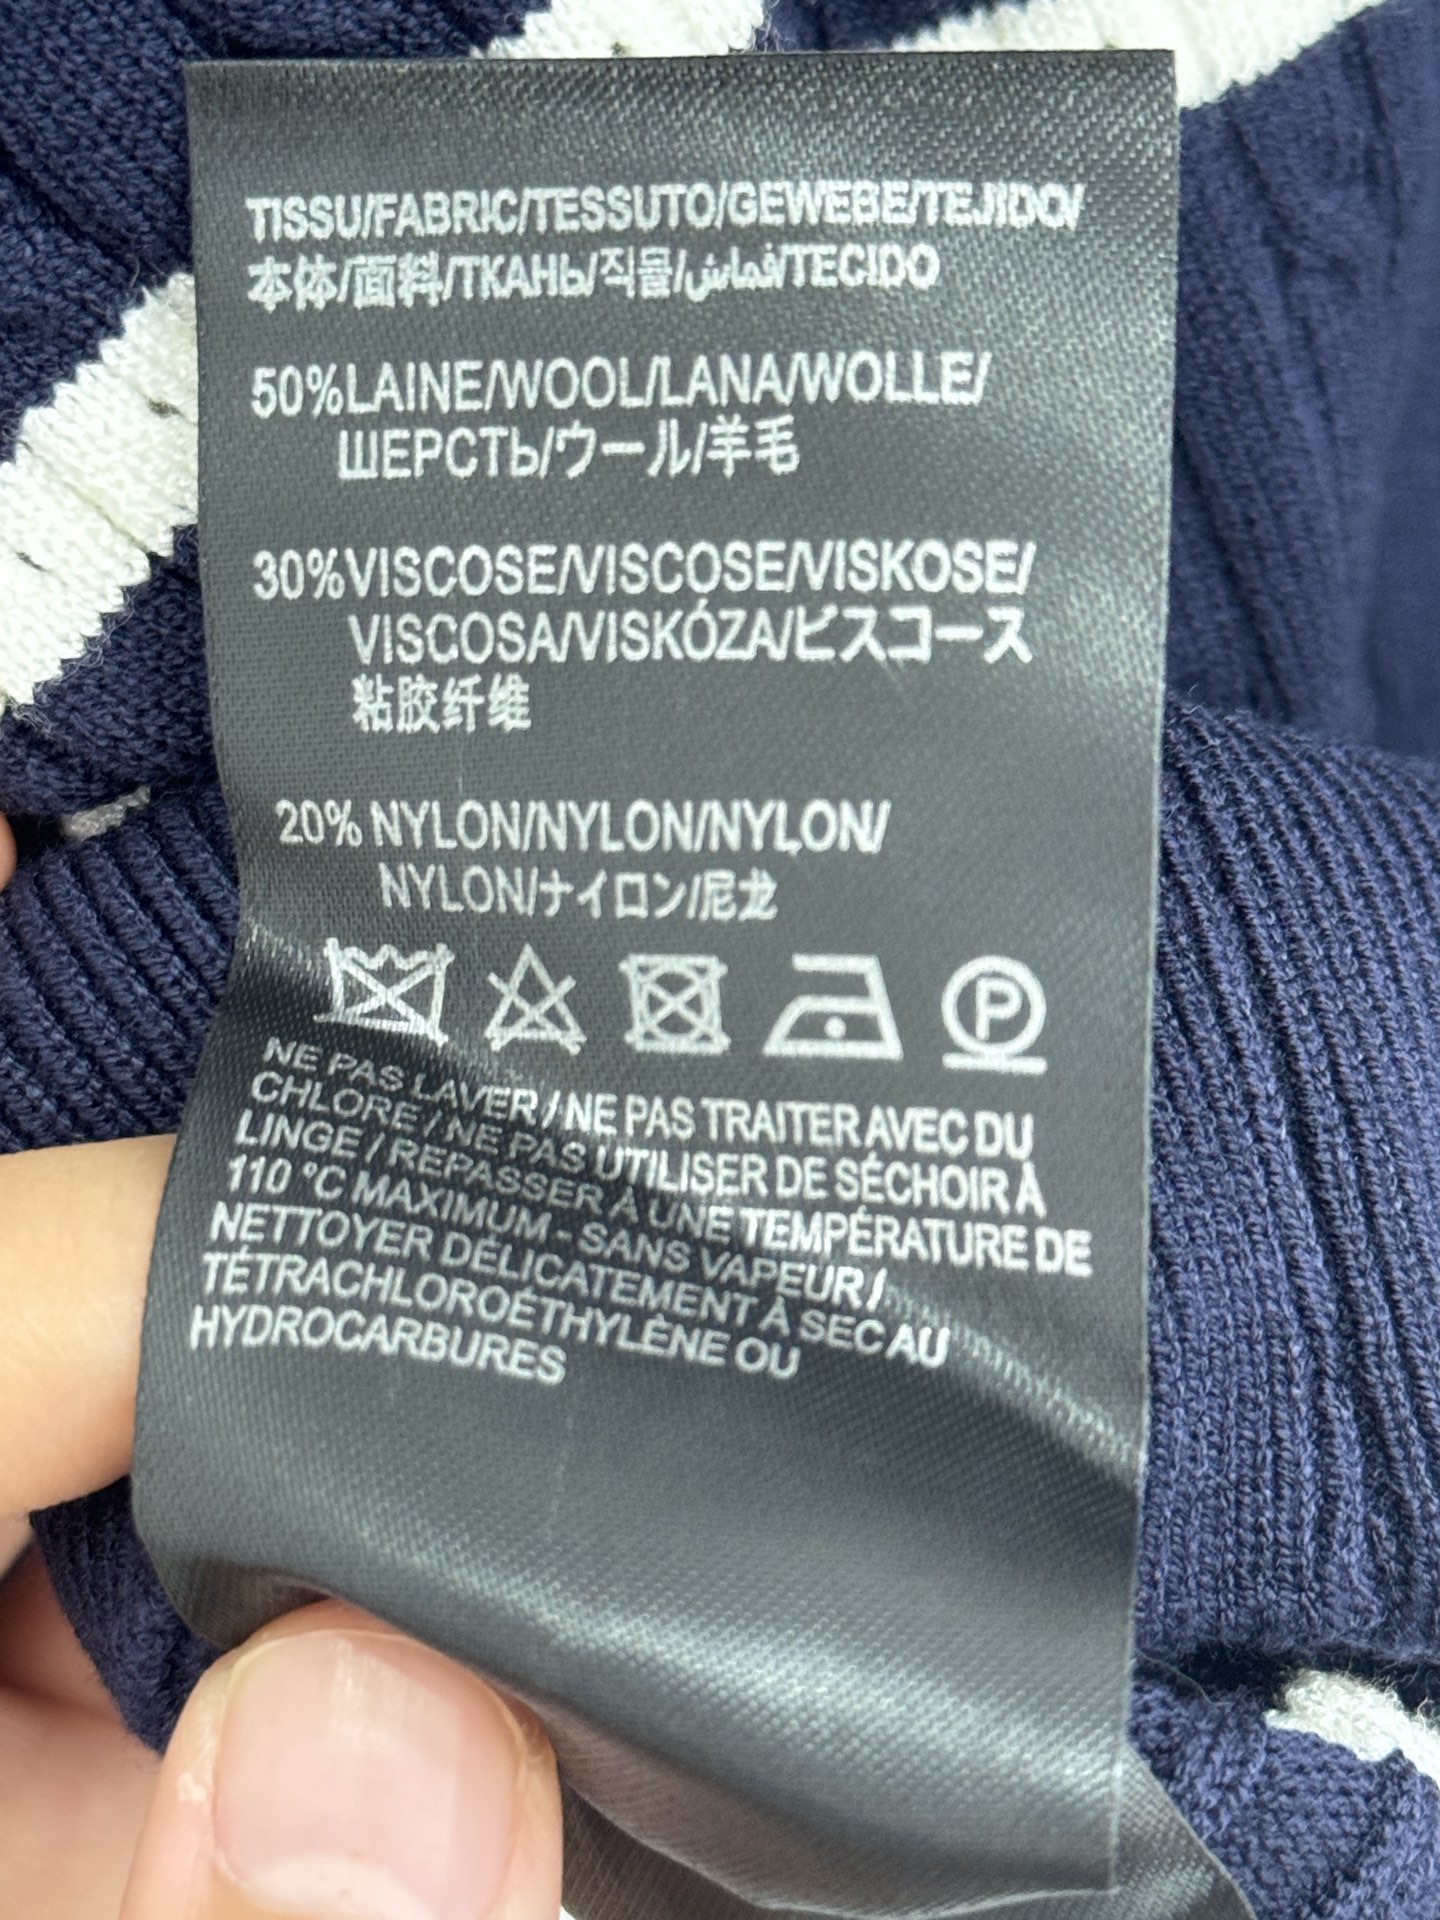 TISSU/FABRIC/TESSUTO/GEWEBE/TEJIDO/
本体/面料/ТКАНЬ/직물/قماش/TECIDO
50%LAINE/WOOL/LANA/WOLLE/
ШЕРСТЬ/ウール/羊毛
30%VISCOSE/VISCOSE/VISKOSE/
VISCOSA/VISKÓZA/ビスコース
粘胶纤维
20% NYLON/NYLON/NYLON/
NYLON/ナイロン/尼龙
P
NE PAS LAVER / NE PAS TRAITER AVEC DU
CHLORE / NE PAS UTILISER DE SÉCHOIR À
LINGE / REPASSER À UNE TEMPÉRATURE DE
110 °C MAXIMUM - SANS VAPEUR /
NETTOYER DÉLICATEMENT À SEC AU
TÉTRACHLOROÉTHYLÈNE OU
HYDROCARBURES